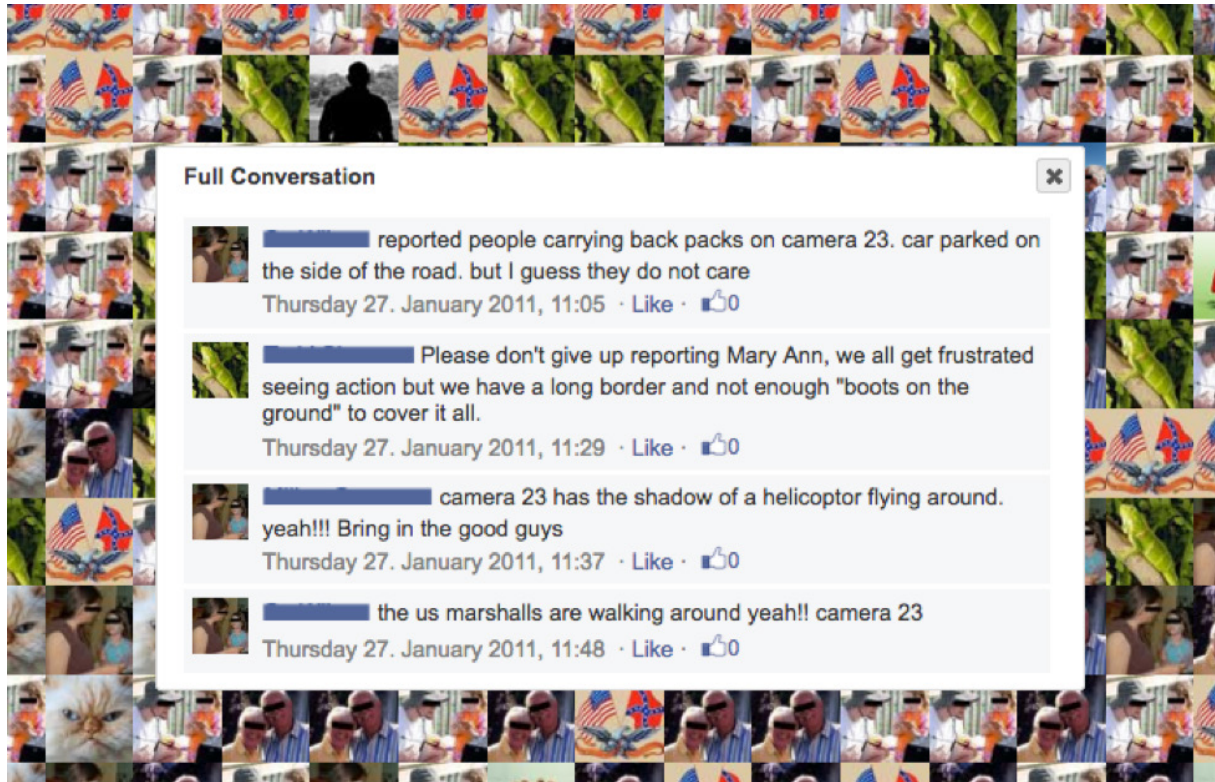 Full Conversation
reported people carrying back packs on camera 23. car parked on
the side of the road. but I guess they do not care
Thursday 27. January 2011, 11:05 · Like · 0
Please don't give up reporting Mary Ann, we all get frustrated
seeing action but we have a long border and not enough "boots on the
ground" to cover it all.
Thursday 27. January 2011, 11:29 · Like · 0
camera 23 has the shadow of a helicoptor flying around.
yeah!!! Bring in the good guys
Thursday 27. January 2011, 11:37 · Like · 0
the us marshalls are walking around yeah!! camera 23
Thursday 27. January 2011, 11:48 · Like · 0